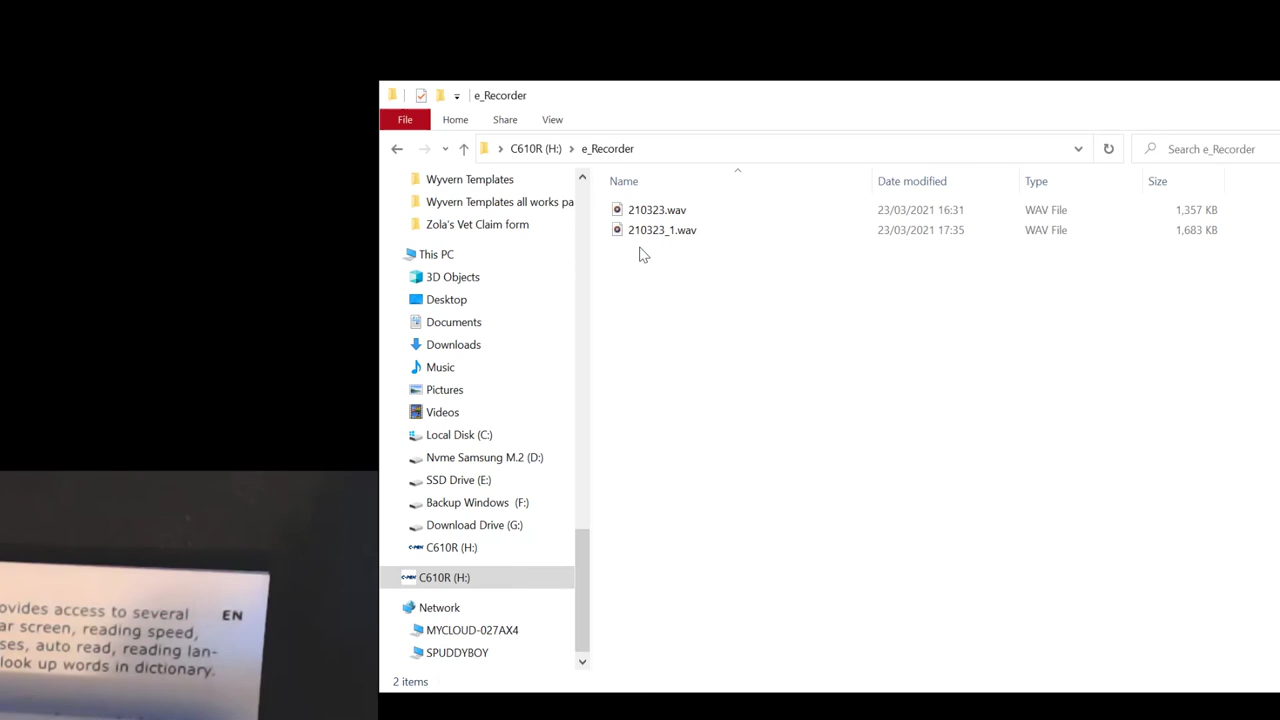 e_Recorder
File Home Share View
C610R (H:) e_Recorder Search e_Recorder
Name Date modified Type Size
210323.wav 23/03/2021 16:31 WAV File 1,357 KB
210323_1.wav 23/03/2021 17:35 WAV File 1,683 KB
Wyvern Templates
Wyvern Templates all works pa
Zola's Vet Claim form
This PC
3D Objects
Desktop
Documents
Downloads
Music
Pictures
Videos
Local Disk (C:)
Nvme Samsung M.2 (D:)
SSD Drive (E:)
Backup Windows (F:)
Download Drive (G:)
C-PEN C610R (H:)
C-PEN C610R (H:)
Network
MYCLOUD-027AX4
SPUDDYBOY
2 items
ovides access to several EN
ar screen, reading speed,
ses, auto read, reading lan-
look up words in dictionary.